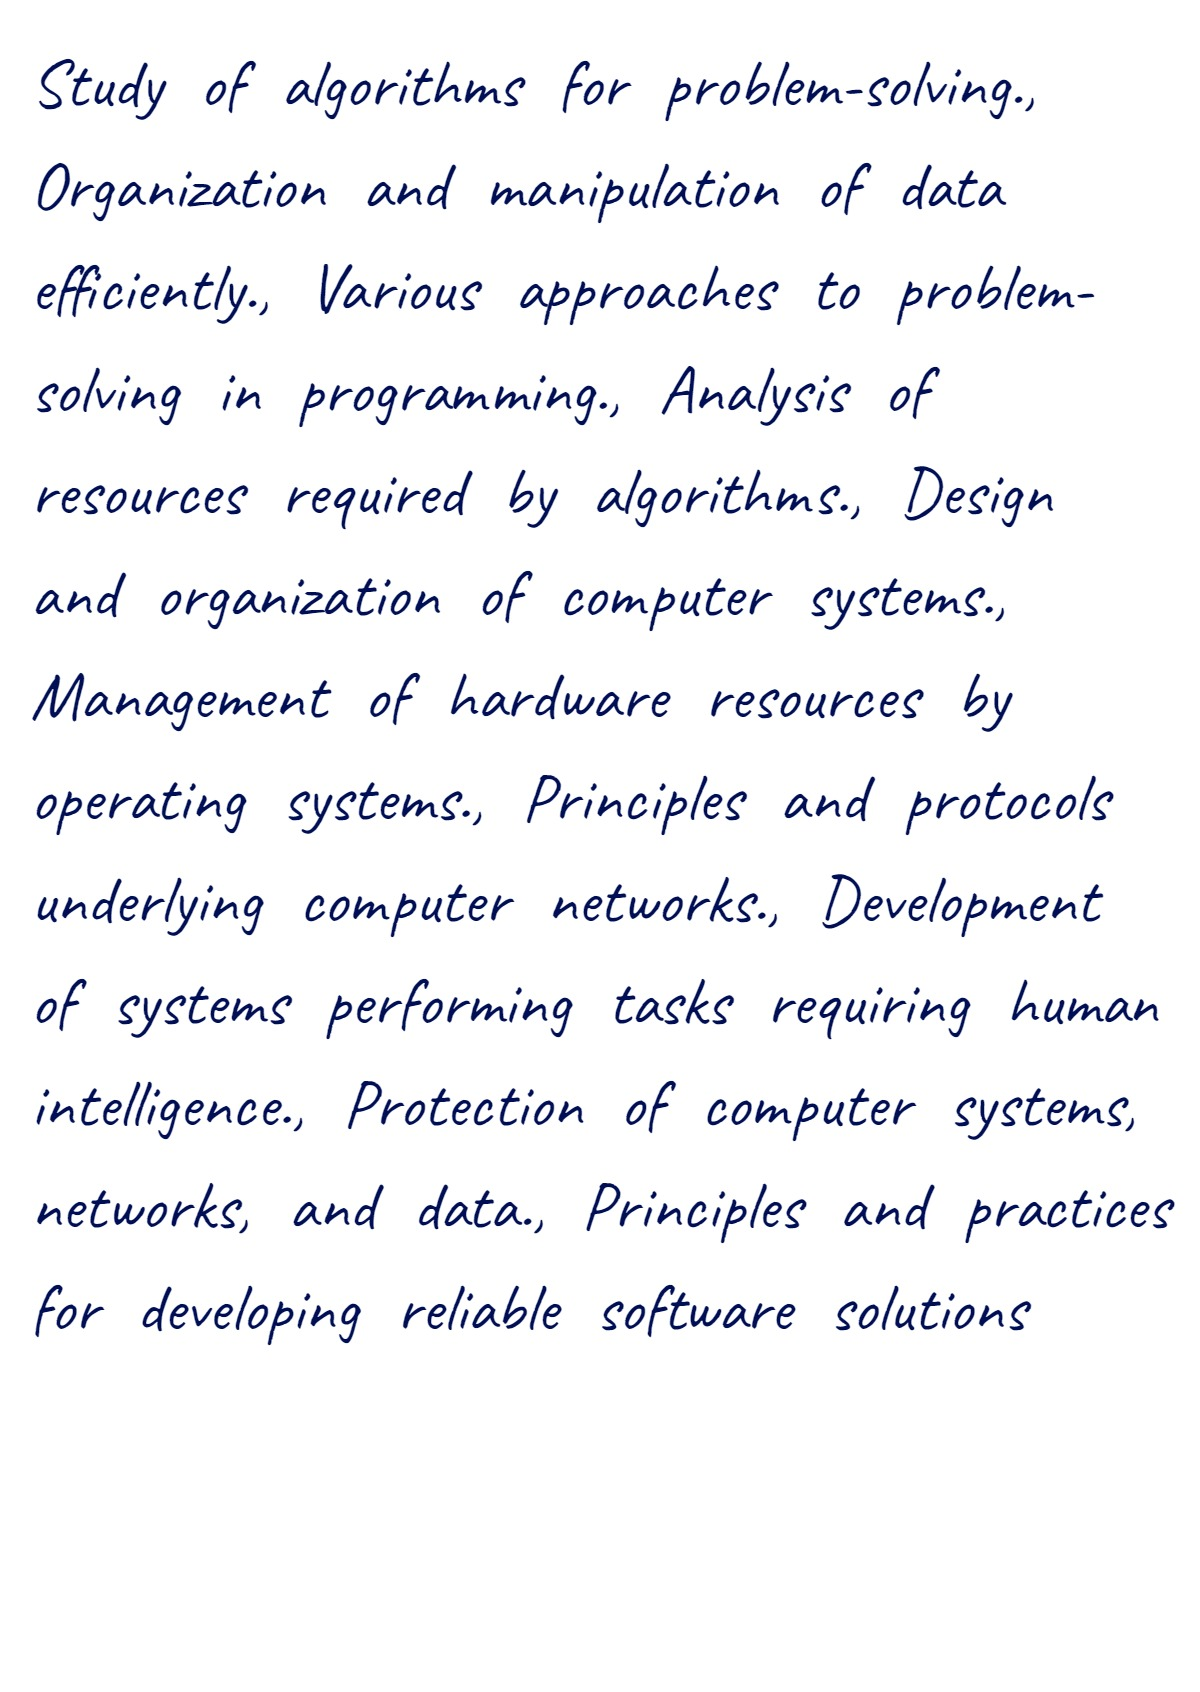 Study of algorithms for problem-solving.,
Organization and manipulation of data
efficiently., Various approaches to problem-
solving in programming., Analysis of
resources required by algorithms., Design
and organization of computer systems.,
Management of hardware resources by
operating systems., Principles and protocols
underlying computer networks., Development
of systems performing tasks requiring human
intelligence., Protection of computer systems,
networks, and data., Principles and practices
for developing reliable software solutions